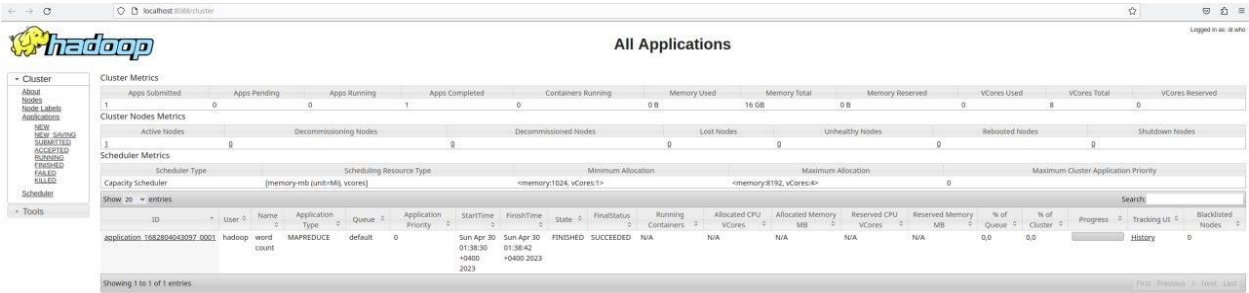 localhost:8088/cluster
hadoop
All Applications
Logged in as: dr.who
Cluster
About
Nodes
Node Labels
Applications
NEW
NEW_SAVING
SUBMITTED
ACCEPTED
RUNNING
FINISHED
FAILED
KILLED
Scheduler
Tools
Cluster Metrics
Apps Submitted Apps Pending Apps Running Apps Completed Containers Running Memory Used Memory Total Memory Reserved VCores Used VCores Total VCores Reserved
1 0 0 1 0 0 B 16 GB 0 B 0 8 0
Cluster Nodes Metrics
Active Nodes Decommissioning Nodes Decommissioned Nodes Lost Nodes Unhealthy Nodes Rebooted Nodes Shutdown Nodes
1 0 0 0 0 0 0
Scheduler Metrics
Scheduler Type Scheduling Resource Type Minimum Allocation Maximum Allocation Maximum Cluster Application Priority
Capacity Scheduler [memory-mb (unit=Mi), vcores] <memory:1024, vCores:1> <memory:8192, vCores:4> 0
Show 20 entries Search:
ID User Name Application Type Queue Application Priority StartTime FinishTime State FinalStatus Running Containers Allocated CPU VCores Allocated Memory MB Reserved CPU VCores Reserved Memory MB % of Queue % of Cluster Progress Tracking UI Blacklisted Nodes
application_1682804043097_0001 hadoop word count MAPREDUCE default 0 Sun Apr 30 01:38:30 +0400 2023 Sun Apr 30 01:38:42 +0400 2023 FINISHED SUCCEEDED N/A N/A N/A N/A N/A 0,0 0,0 History 0
Showing 1 to 1 of 1 entries First Previous 1 Next Last